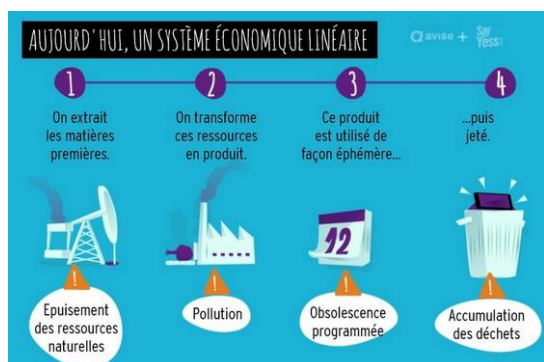 AUJOURD'HUI, UN SYSTÈME ÉCONOMIQUE LINÉAIRE
avise + Say Yess
1
2
3
4
On extrait
les matières
premières.
On transforme
ces ressources
en produit.
Ce produit
est utilisé de
façon éphémère...
...puis
jeté.
12
!
!
!
!
Epuisement
des ressources
naturelles
Pollution
Obsolescence
programmée
Accumulation
des déchets